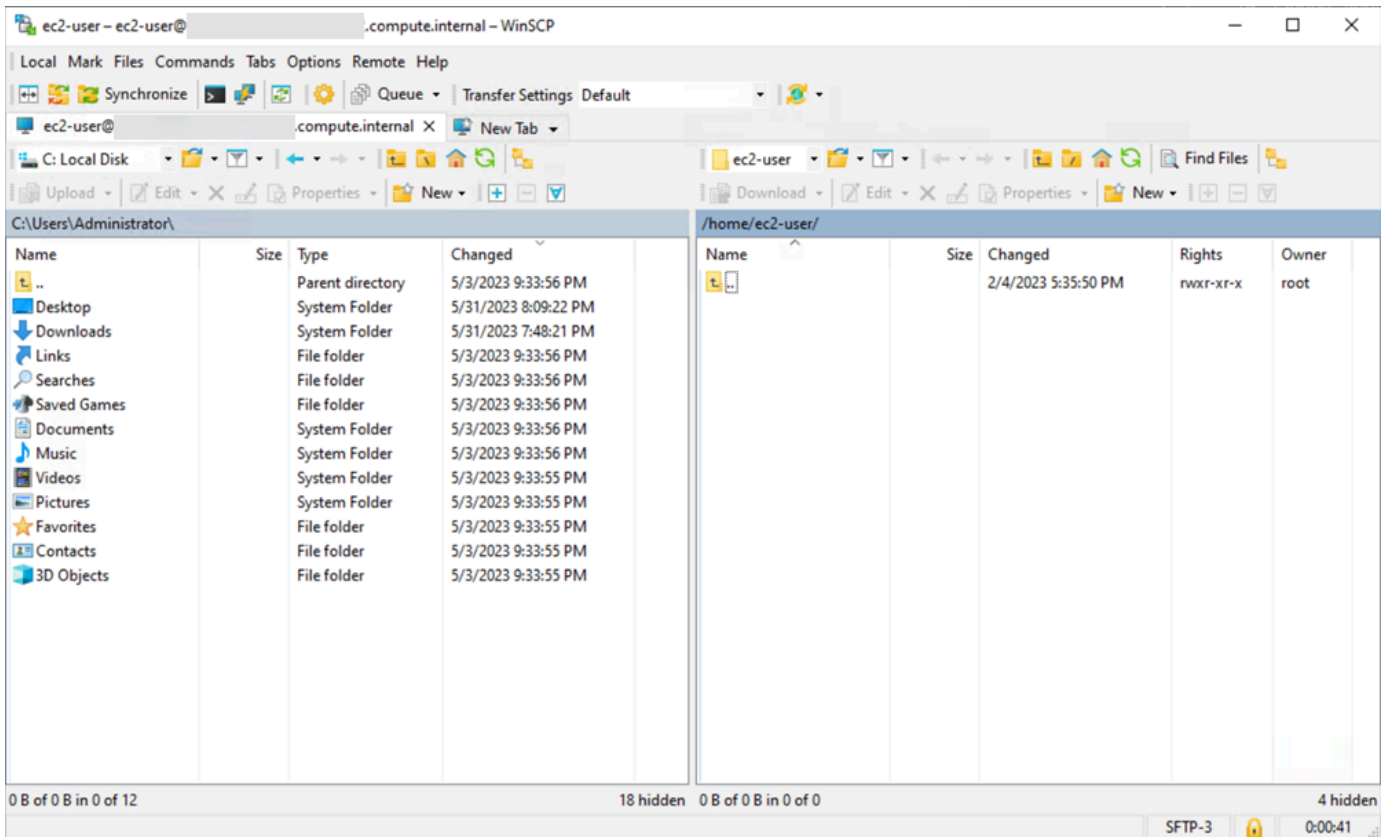 ec2-user – ec2-user@ .compute.internal – WinSCP
Local Mark Files Commands Tabs Options Remote Help
Synchronize Queue Transfer Settings Default
ec2-user@ .compute.internal New Tab
C: Local Disk
ec2-user Find Files
Upload Edit Properties New
Download Edit Properties New
C:\Users\Administrator\
Name Size Type Changed
.. Parent directory 5/3/2023 9:33:56 PM
Desktop System Folder 5/31/2023 8:09:22 PM
Downloads System Folder 5/31/2023 7:48:21 PM
Links File folder 5/3/2023 9:33:56 PM
Searches File folder 5/3/2023 9:33:56 PM
Saved Games File folder 5/3/2023 9:33:56 PM
Documents System Folder 5/3/2023 9:33:56 PM
Music System Folder 5/3/2023 9:33:56 PM
Videos System Folder 5/3/2023 9:33:55 PM
Pictures System Folder 5/3/2023 9:33:55 PM
Favorites File folder 5/3/2023 9:33:55 PM
Contacts File folder 5/3/2023 9:33:55 PM
3D Objects File folder 5/3/2023 9:33:55 PM
0 B of 0 B in 0 of 12 18 hidden
/home/ec2-user/
Name Size Changed Rights Owner
.. 2/4/2023 5:35:50 PM rwxr-xr-x root
0 B of 0 B in 0 of 0 4 hidden
SFTP-3 0:00:41